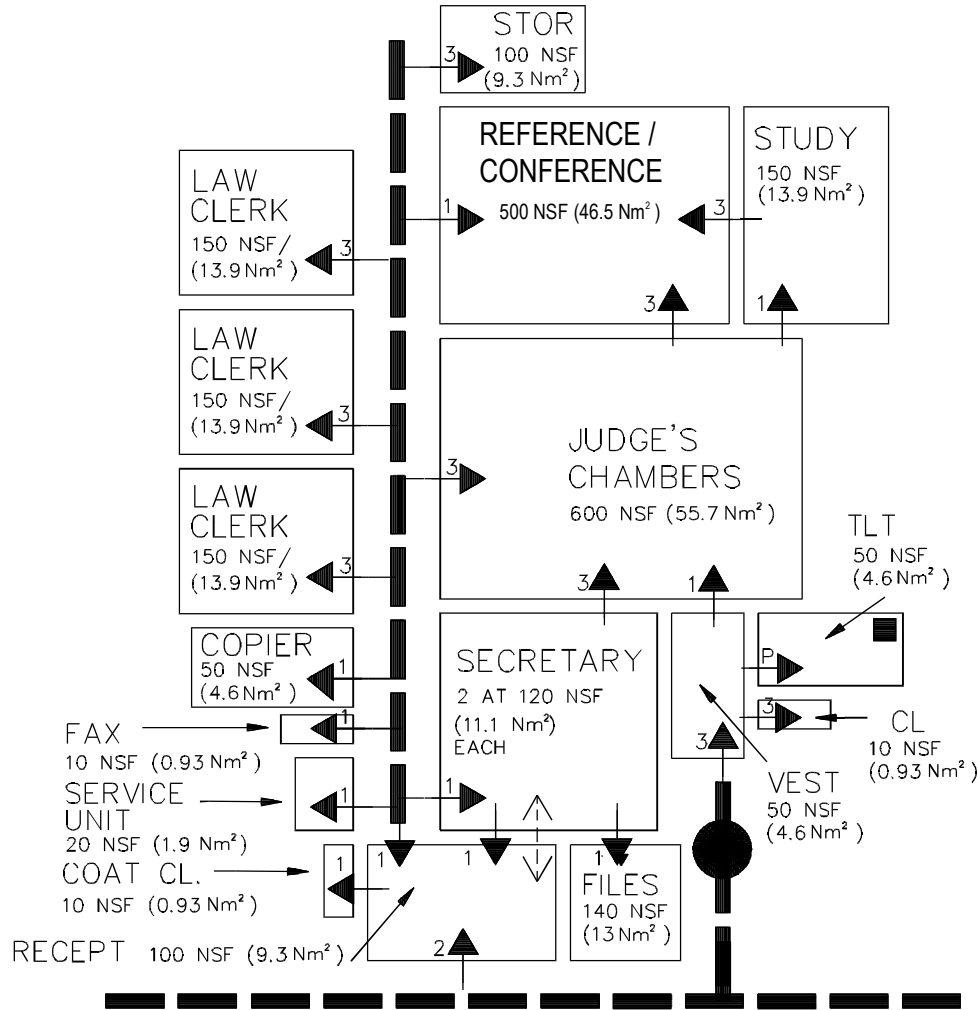 STOR
100 NSF
(9.3 Nm²)
3
REFERENCE /
CONFERENCE
500 NSF (46.5 Nm²)
1
3
3
STUDY
150 NSF
(13.9 Nm²)
1
LAW
CLERK
150 NSF/
(13.9 Nm²)
3
LAW
CLERK
150 NSF/
(13.9 Nm²)
3
LAW
CLERK
150 NSF/
(13.9 Nm²)
3
JUDGE'S
CHAMBERS
600 NSF (55.7 Nm²)
3
3
1
TLT
50 NSF
(4.6 Nm²)
P
COPIER
50 NSF
(4.6 Nm²)
1
SECRETARY
2 AT 120 NSF
(11.1 Nm²)
EACH
1
3
3
CL
10 NSF
(0.93 Nm²)
VEST
50 NSF
(4.6 Nm²)
FAX
10 NSF (0.93 Nm²)
1
SERVICE
UNIT
20 NSF (1.9 Nm²)
1
COAT CL.
10 NSF (0.93 Nm²)
1
1
1
1
FILES
140 NSF
(13 Nm²)
RECEPT 100 NSF (9.3 Nm²)
2